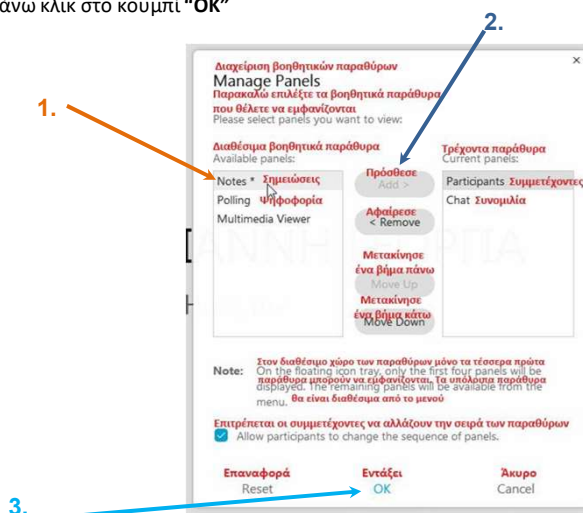 άνω κλικ στο κουμπί "OK"
2.
Διαχείριση βοηθητικών παραθύρων
Manage Panels
Παρακαλώ επιλέξτε τα βοηθητικά παράθυρα
που θέλετε να εμφανίζονται
Please select panels you want to view:
1.
Διαθέσιμα βοηθητικά παράθυρα
Available panels:
Τρέχοντα παράθυρα
Current panels:
Notes * Σημειώσεις
Polling Ψηφοφορία
Multimedia Viewer
Πρόσθεσε
Add >
Αφαίρεσε
< Remove
Μετακίνησε
ένα βήμα πάνω
Move Up
Μετακίνησε
ένα βήμα κάτω
Move Down
Participants Συμμετέχοντες
Chat Συνομιλία
Στον διαθέσιμο χώρο των παραθύρων μόνο τα τέσσερα πρώτα
Note: On the floating icon tray, only the first four panels will be
παράθυρα μπορούν να εμφανίζονται. Τα υπόλοιπα παράθυρα
displayed. The remaining panels will be available from the
menu. θα είναι διαθέσιμα από το μενού
Επιτρέπεται οι συμμετέχοντες να αλλάζουν την σειρά των παραθύρων
Allow participants to change the sequence of panels.
Επαναφορά
Reset
Εντάξει
OK
Άκυρο
Cancel
3.